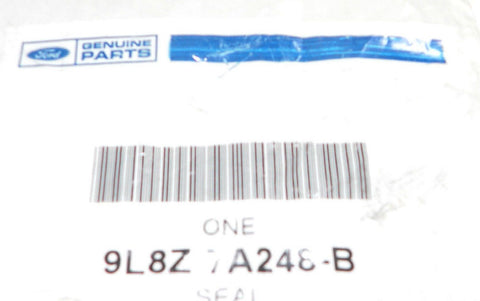 Ford GENUINE
PARTS
ONE
9L8Z 7A248-B
SEAL